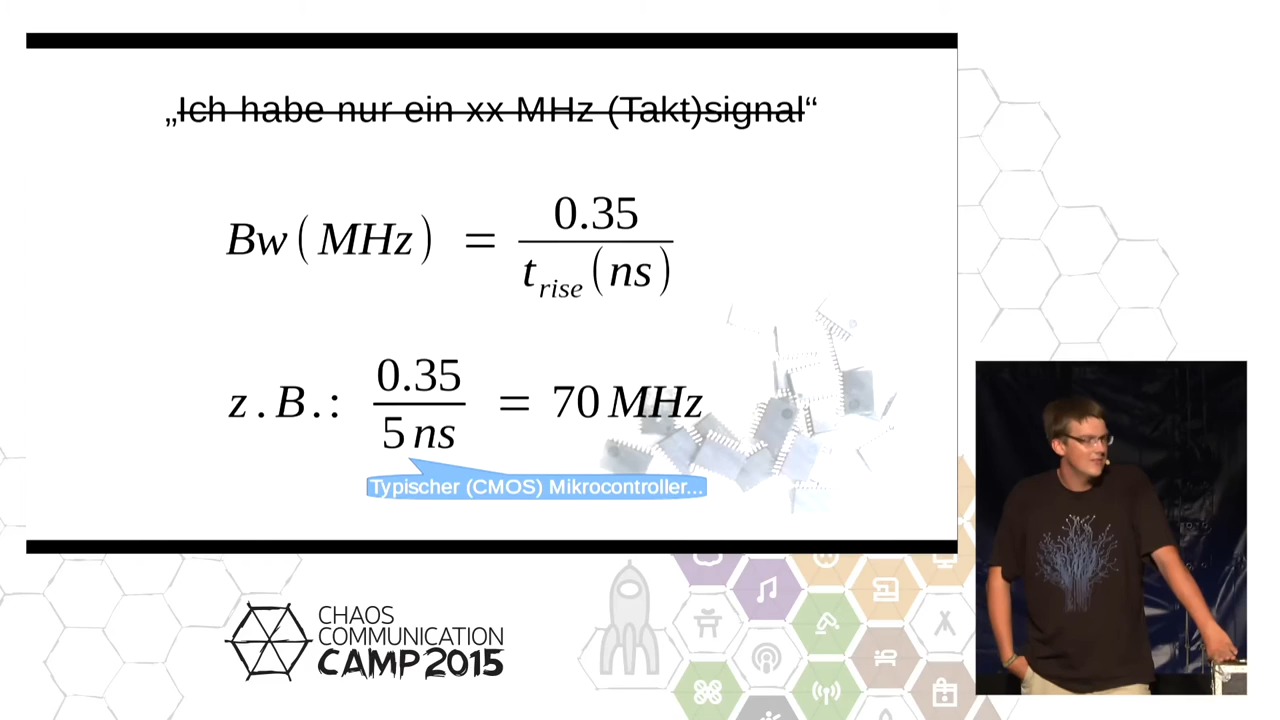 „Ich habe nur ein xx MHz (Takt)signal“
Bw(MHz) = 0.35 / t_rise(ns)
z.B.: 0.35 / 5 ns = 70 MHz
Typischer (CMOS) Mikrocontroller...
CHAOS
COMMUNICATION
CAMP 2015